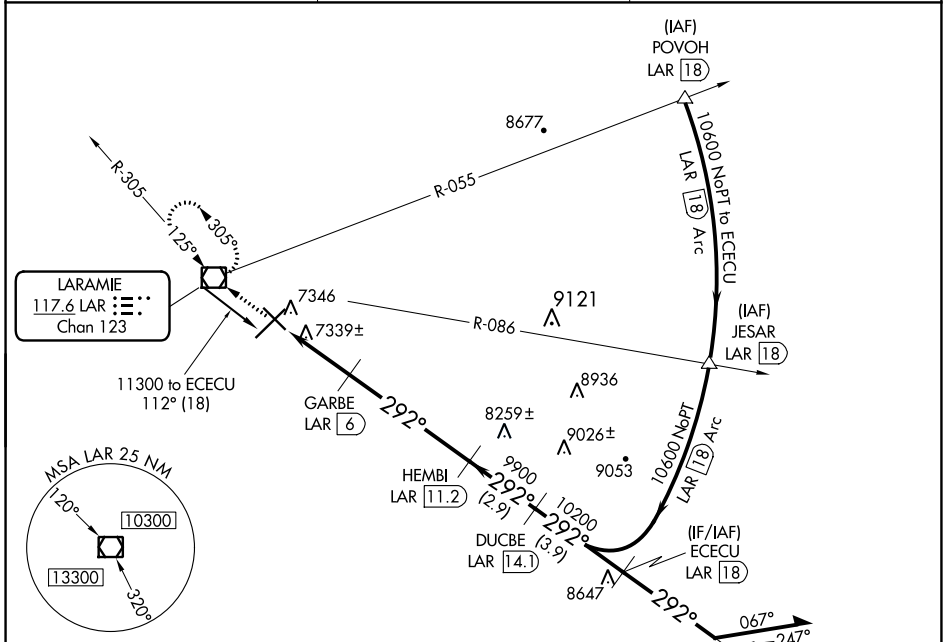 (IAF)
POVOH
LAR 18
8677
10600 NoPT to ECECU
LAR 18 Arc
R-305
R-055
305°
125°
LARAMIE
117.6 LAR
Chan 123
7346
7339±
9121
R-086
(IAF)
JESAR
LAR 18
11300 to ECECU
112° (18)
GARBE
LAR 6
292°
8936
8259±
9026±
9053
10600 NoPT
LAR 18 Arc
HEMBI
LAR 11.2
9900
292°
(2.9)
10200
292°
(3.9)
DUCBE
LAR 14.1
(IF/IAF)
ECECU
LAR 18
8647
292°
067°
247°
MSA LAR 25 NM
120°
10300
13300
320°